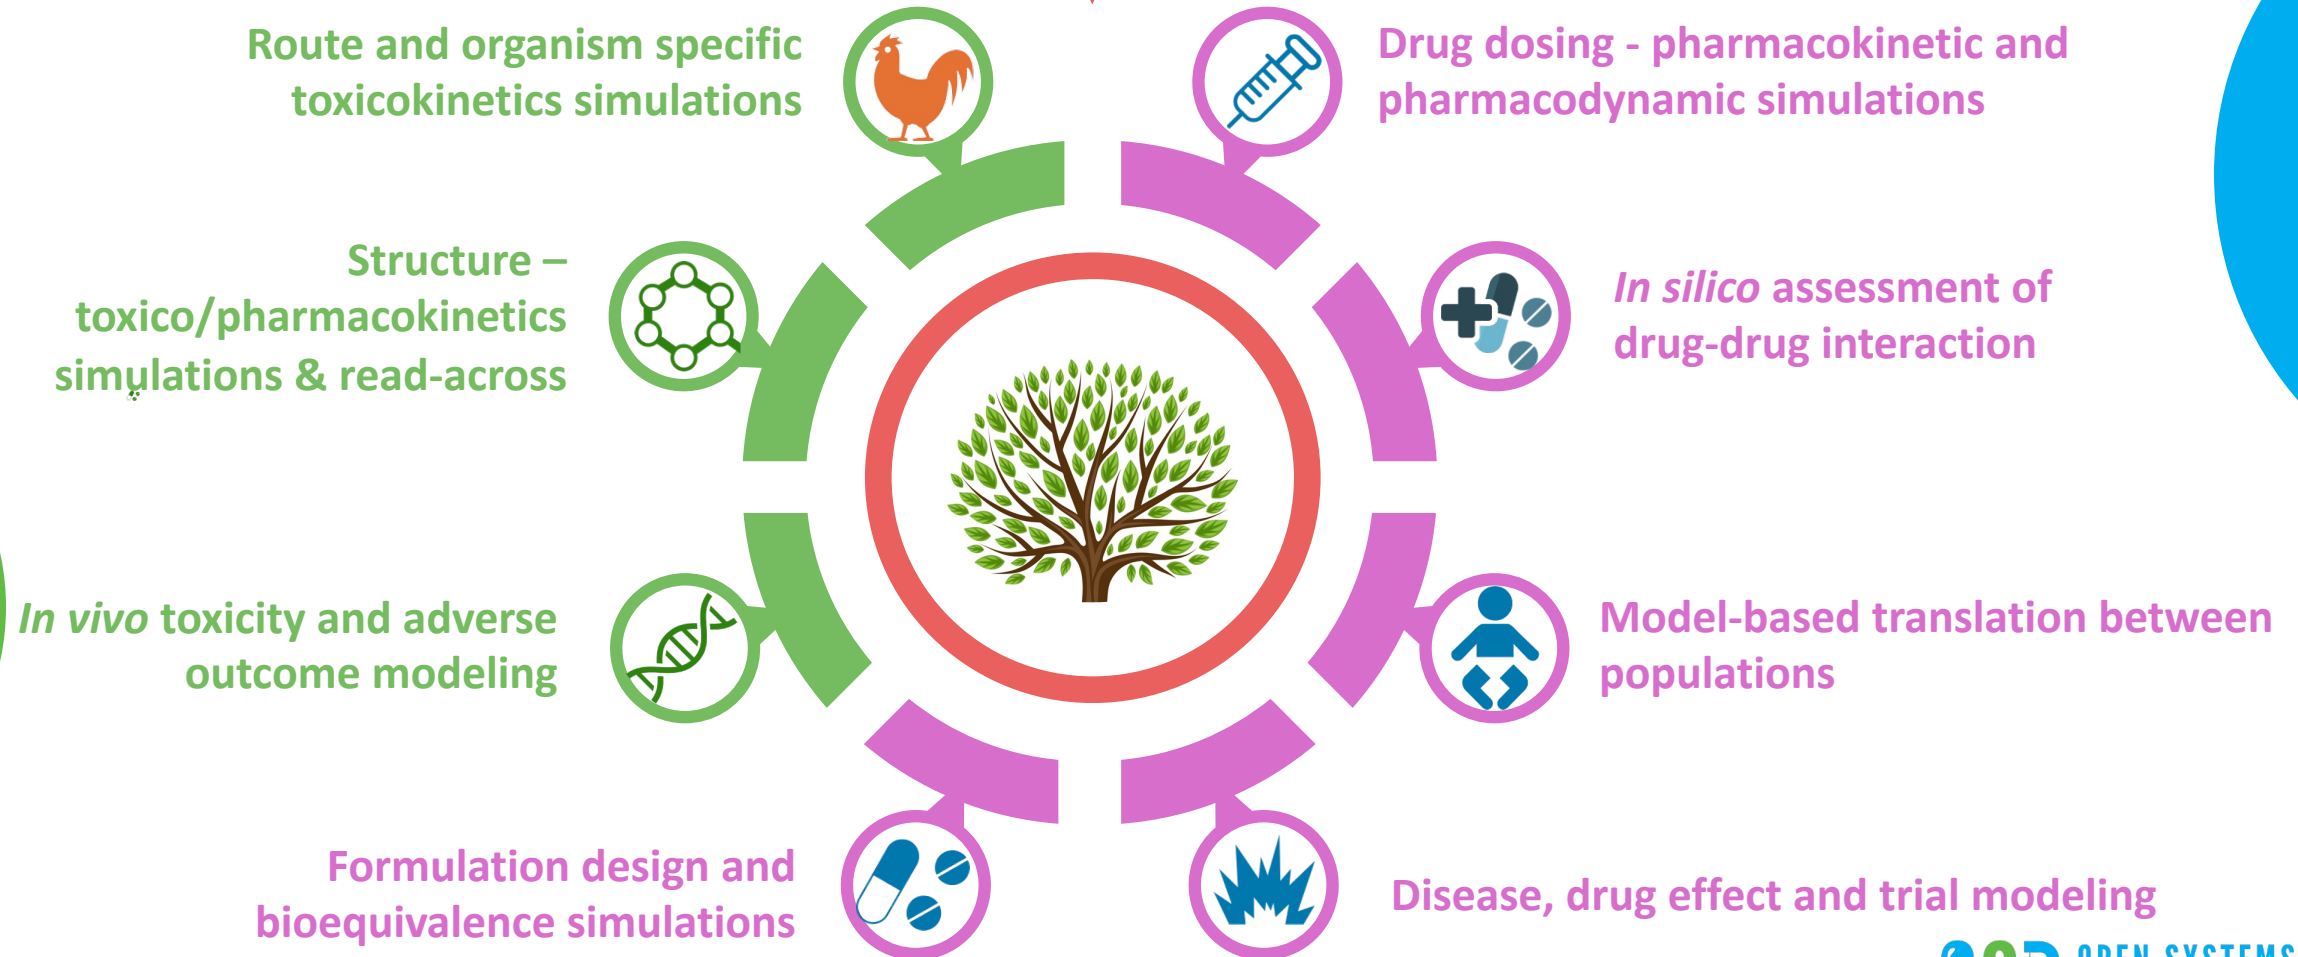 Route and organism specific
toxicokinetics simulations
Drug dosing - pharmacokinetic and
pharmacodynamic simulations
Structure –
toxico/pharmacokinetics
simulations & read-across
In silico assessment of
drug-drug interaction
In vivo toxicity and adverse
outcome modeling
Model-based translation between
populations
Formulation design and
bioequivalence simulations
Disease, drug effect and trial modeling
OPEN SYSTEMS